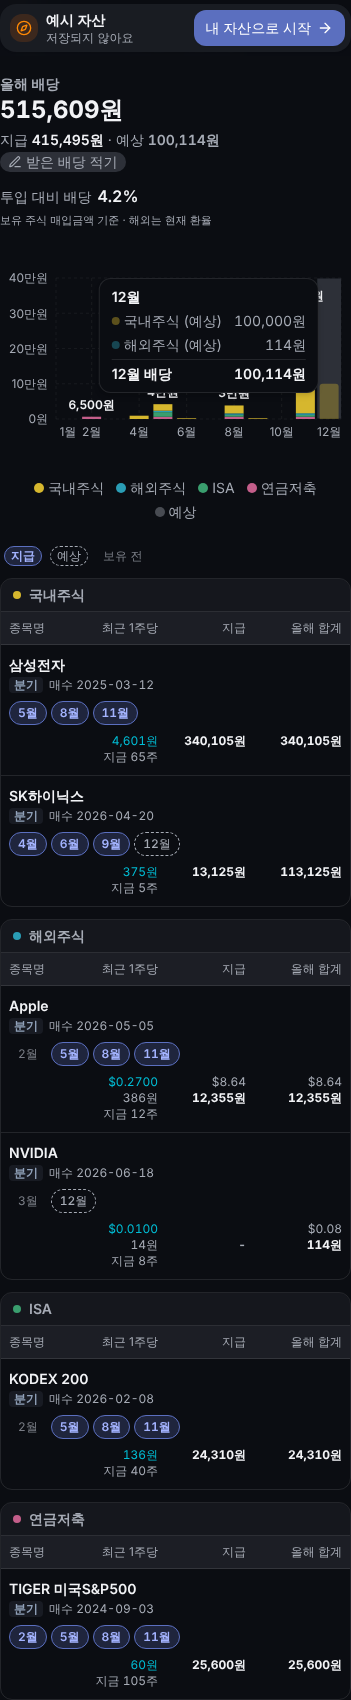 예시 자산
저장되지 않아요
내 자산으로 시작 →
올해 배당
515,609원
지급 415,495원 · 예상 100,114원
받은 배당 적기
투입 대비 배당 4.2%
보유 주식 매입금액 기준 · 해외는 현재 환율
40만원
30만원
20만원
10만원
0원
12월
국내주식 (예상) 100,000원
해외주식 (예상) 114원
12월 배당 100,114원
6,500원
1월 2월 4월 6월 8월 10월 12월
국내주식 해외주식 ISA 연금저축
예상
지급 예상 보유 전
국내주식
종목명 최근 1주당 지급 올해 합계
삼성전자
분기 매수 2025-03-12
5월 8월 11월
4,601원 340,105원 340,105원
지금 65주
SK하이닉스
분기 매수 2026-04-20
4월 6월 9월 12월
375원 13,125원 113,125원
지금 5주
해외주식
종목명 최근 1주당 지급 올해 합계
Apple
분기 매수 2026-05-05
2월 5월 8월 11월
$0.2700 $8.64 $8.64
386원 12,355원 12,355원
지금 12주
NVIDIA
분기 매수 2026-06-18
3월 12월
$0.0100 $0.08
14원 - 114원
지금 8주
ISA
종목명 최근 1주당 지급 올해 합계
KODEX 200
분기 매수 2026-02-08
2월 5월 8월 11월
136원 24,310원 24,310원
지금 40주
연금저축
종목명 최근 1주당 지급 올해 합계
TIGER 미국S&P500
분기 매수 2024-09-03
2월 5월 8월 11월
60원 25,600원 25,600원
지금 105주